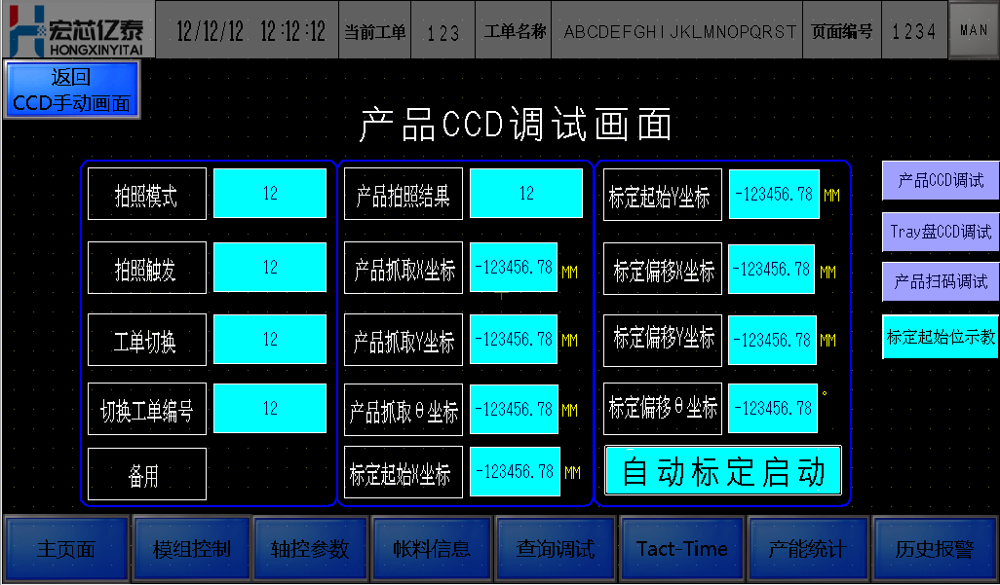 宏芯亿泰
HONGXINYITAI
12/12/12 12:12:12
当前工单
123
工单名称
ABCDEFGHIJKLMNOPQRST
页面编号
1234
MAN
返回
CCD手动画面
产品CCD调试画面
拍照模式 12
拍照触发 12
工单切换 12
切换工单编号 12
备用
产品拍照结果 12
产品抓取X坐标 -123456.78 MM
产品抓取Y坐标 -123456.78 MM
产品抓取θ坐标 -123456.78 MM
标定起始X坐标 -123456.78 MM
标定起始Y坐标 -123456.78 MM
标定偏移X坐标 -123456.78 MM
标定偏移Y坐标 -123456.78 MM
标定偏移θ坐标 -123456.78 °
自动标定启动
产品CCD调试
Tray盘CCD调试
产品扫码调试
标定起始位示教
主页面
模组控制
轴控参数
帐料信息
查询调试
Tact-Time
产能统计
历史报警